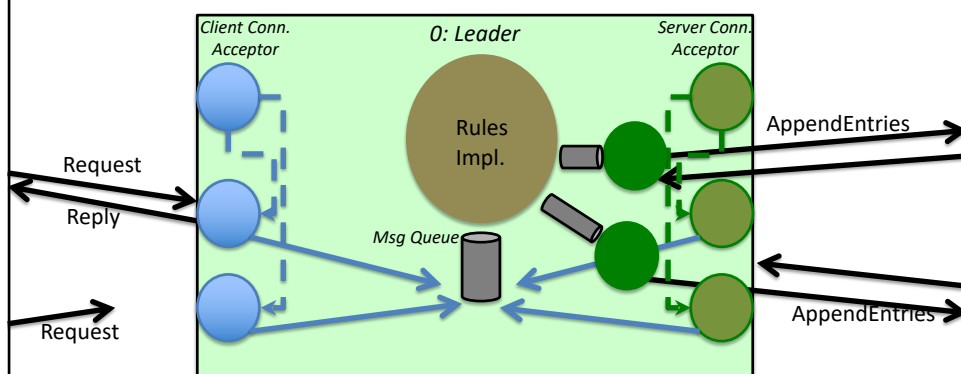 Client Conn.
Acceptor
0: Leader
Server Conn.
Acceptor
Rules
Impl.
AppendEntries
Request
Reply
Msg Queue
Request
AppendEntries